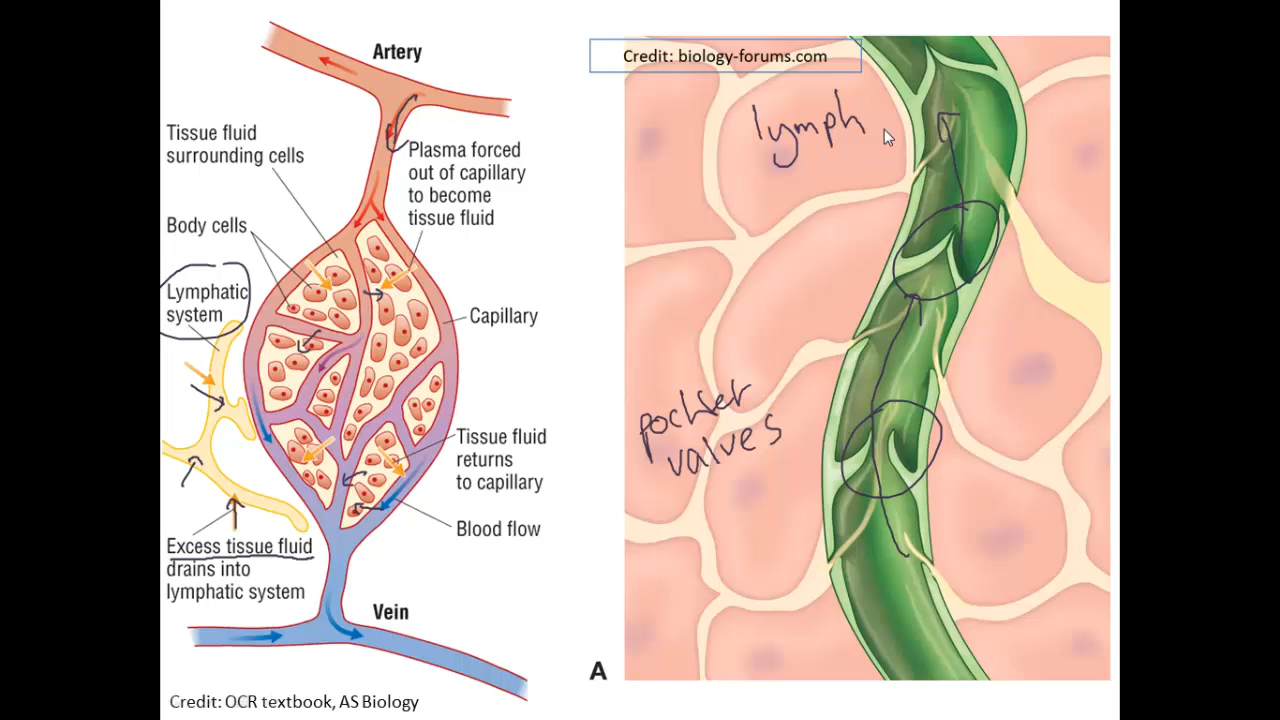 Artery
Tissue fluid
surrounding cells
Plasma forced
out of capillary
to become
tissue fluid
Body cells
Lymphatic
system
Capillary
Tissue fluid
returns
to capillary
Blood flow
Excess tissue fluid
drains into
lymphatic system
Vein
Credit: OCR textbook, AS Biology
Credit: biology-forums.com
lymph
valves
A